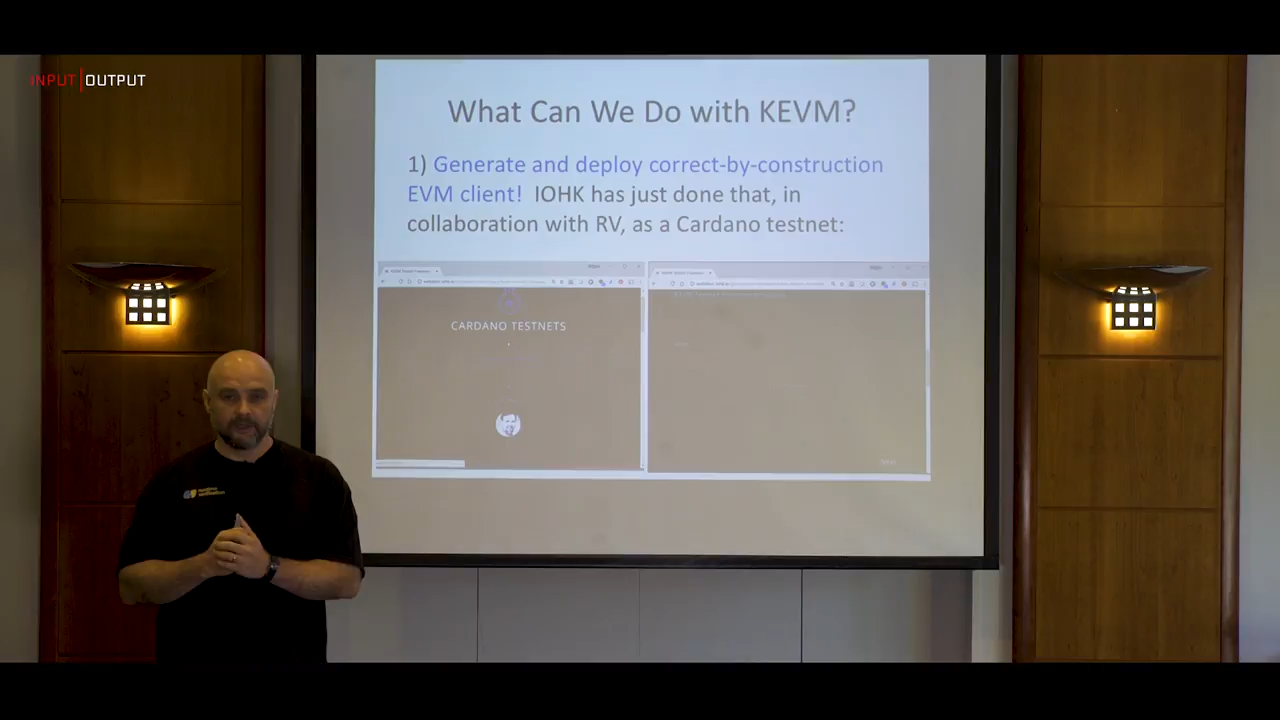 INPUT OUTPUT
What Can We Do with KEVM?
1) Generate and deploy correct-by-construction
EVM client! IOHK has just done that, in
collaboration with RV, as a Cardano testnet:
CARDANO TESTNETS